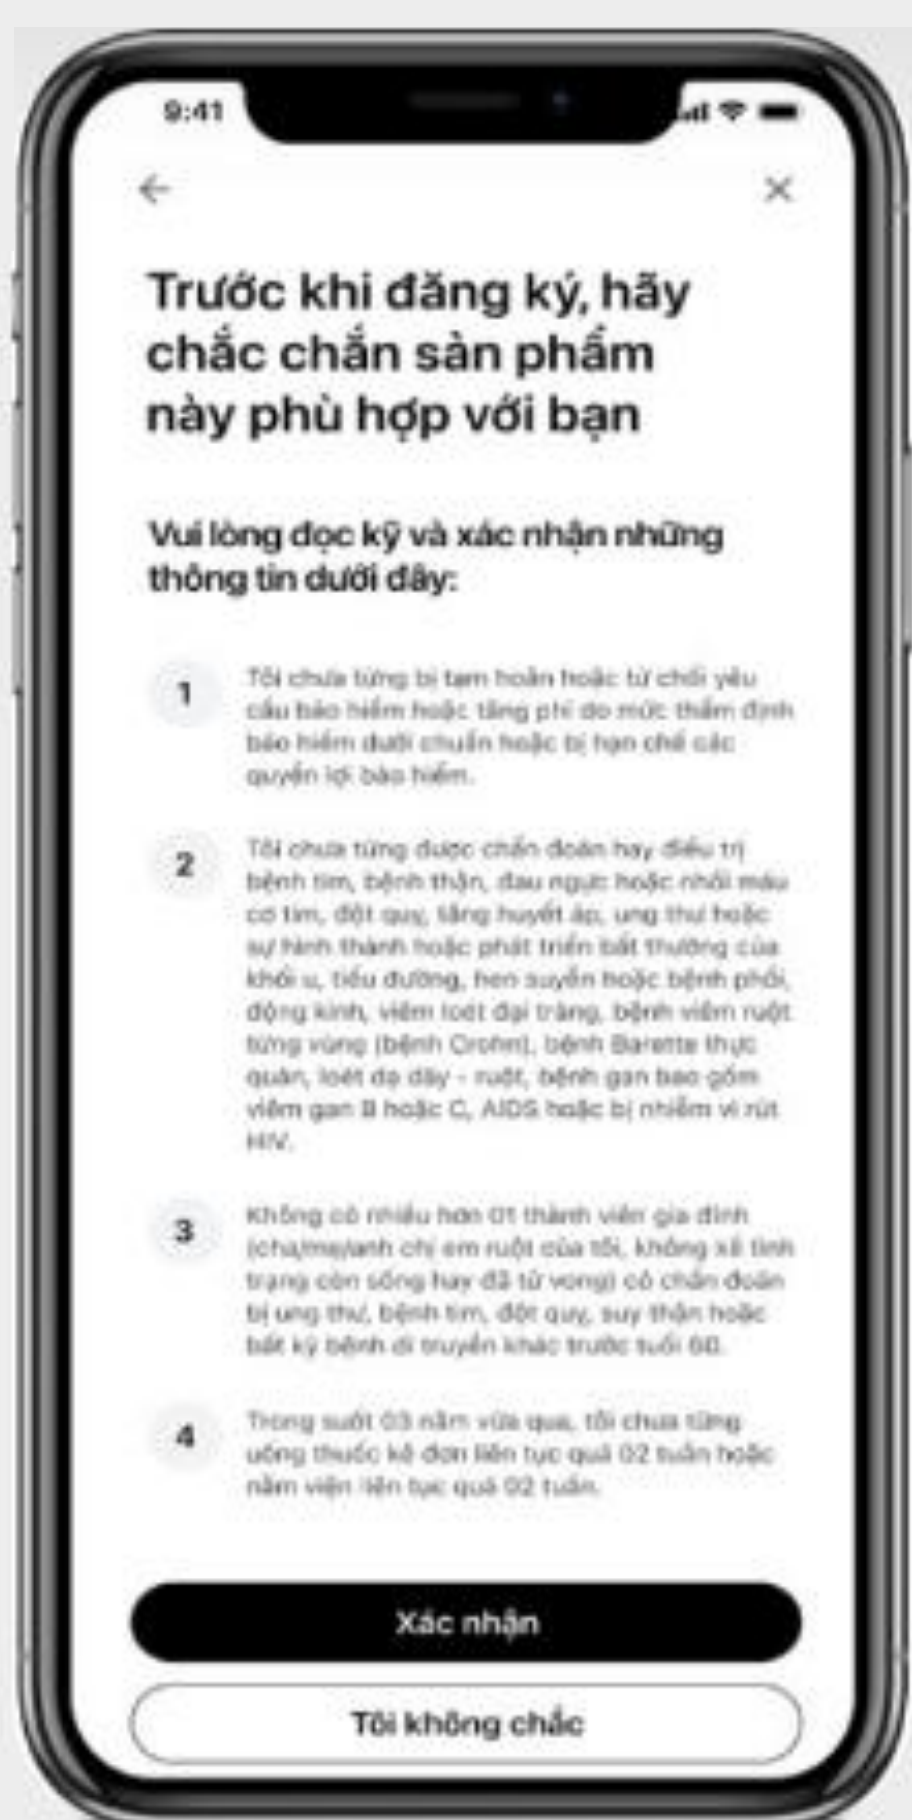 9:41
Trước khi đăng ký, hãy
chắc chắn sản phẩm
này phù hợp với bạn
Vui lòng đọc kỹ và xác nhận những
thông tin dưới đây:
1
Tôi chưa từng bị tạm hoãn hoặc từ chối yêu
cầu bảo hiểm hoặc tăng phí do mức thẩm định
bảo hiểm dưới chuẩn hoặc bị hạn chế các
quyền lợi bảo hiểm.
2
Tôi chưa từng được chẩn đoán hay điều trị
bệnh tim, bệnh thận, đau ngực hoặc nhồi máu
cơ tim, đột quỵ, tăng huyết áp, ung thư hoặc
sự hình thành hoặc phát triển bất thường của
khối u, tiểu đường, hen suyễn hoặc bệnh phổi,
động kinh, viêm loét đại tràng, bệnh viêm ruột
từng vùng (bệnh Crohn), bệnh Barette thực
quản, loét dạ dày - ruột, bệnh gan bao gồm
viêm gan B hoặc C, AIDS hoặc bị nhiễm vi rút
HIV.
3
Không có nhiều hơn 01 thành viên gia đình
(cha/mẹ/anh chị em ruột của tôi, không kể tình
trạng còn sống hay đã tử vong) có chẩn đoán
bị ung thư, bệnh tim, đột quỵ, suy thận hoặc
bất kỳ bệnh di truyền khác trước tuổi 60.
4
Trong suốt 03 năm vừa qua, tôi chưa từng
uống thuốc kê đơn liên tục quá 02 tuần hoặc
nằm viện liên tục quá 02 tuần.
Xác nhận
Tôi không chắc